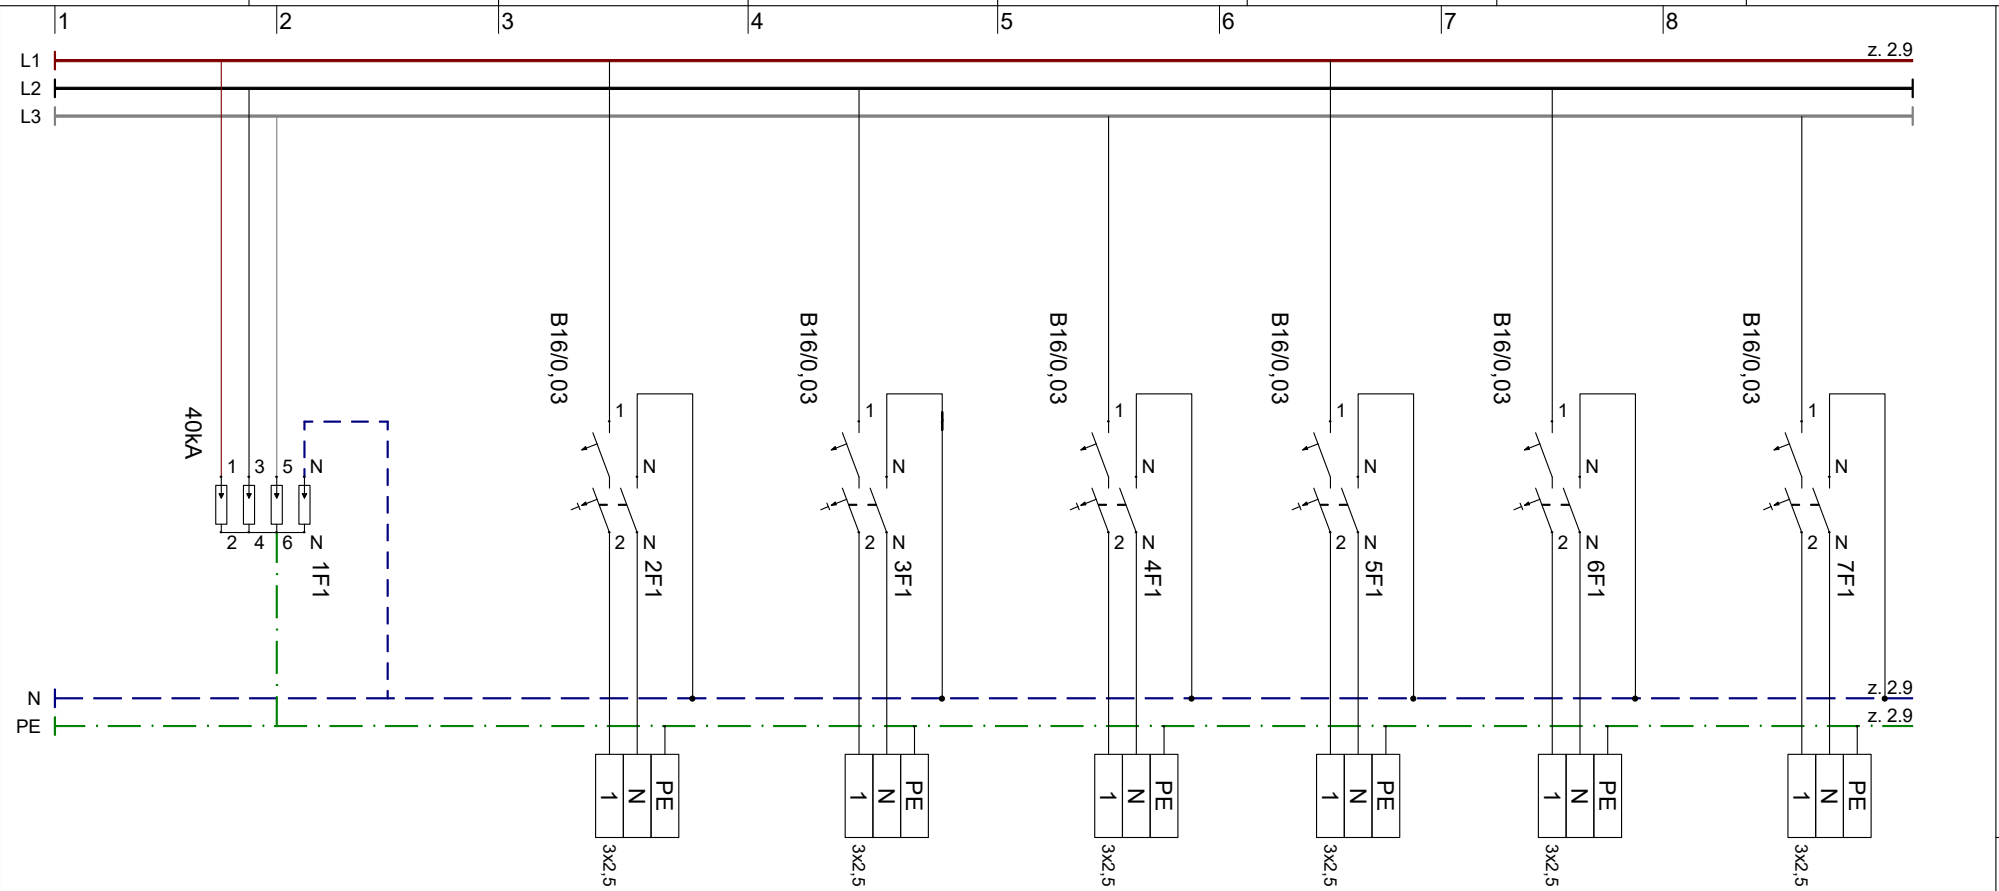 1 2 3 4 5 6 7 8
L1 z. 2.9
L2
L3
B16/0,03 B16/0,03 B16/0,03 B16/0,03 B16/0,03 B16/0,03
1 1 1 1 1 1
40kA
1 3 5 N N N N N N N
2 4 6 N 2 N 2 N 2 N 2 N 2 N 2 N
1F1 2F1 3F1 4F1 5F1 6F1 7F1
N z. 2.9
PE z. 2.9
1 N PE 1 N PE 1 N PE 1 N PE 1 N PE 1 N PE
3x2,5 3x2,5 3x2,5 3x2,5 3x2,5 3x2,5